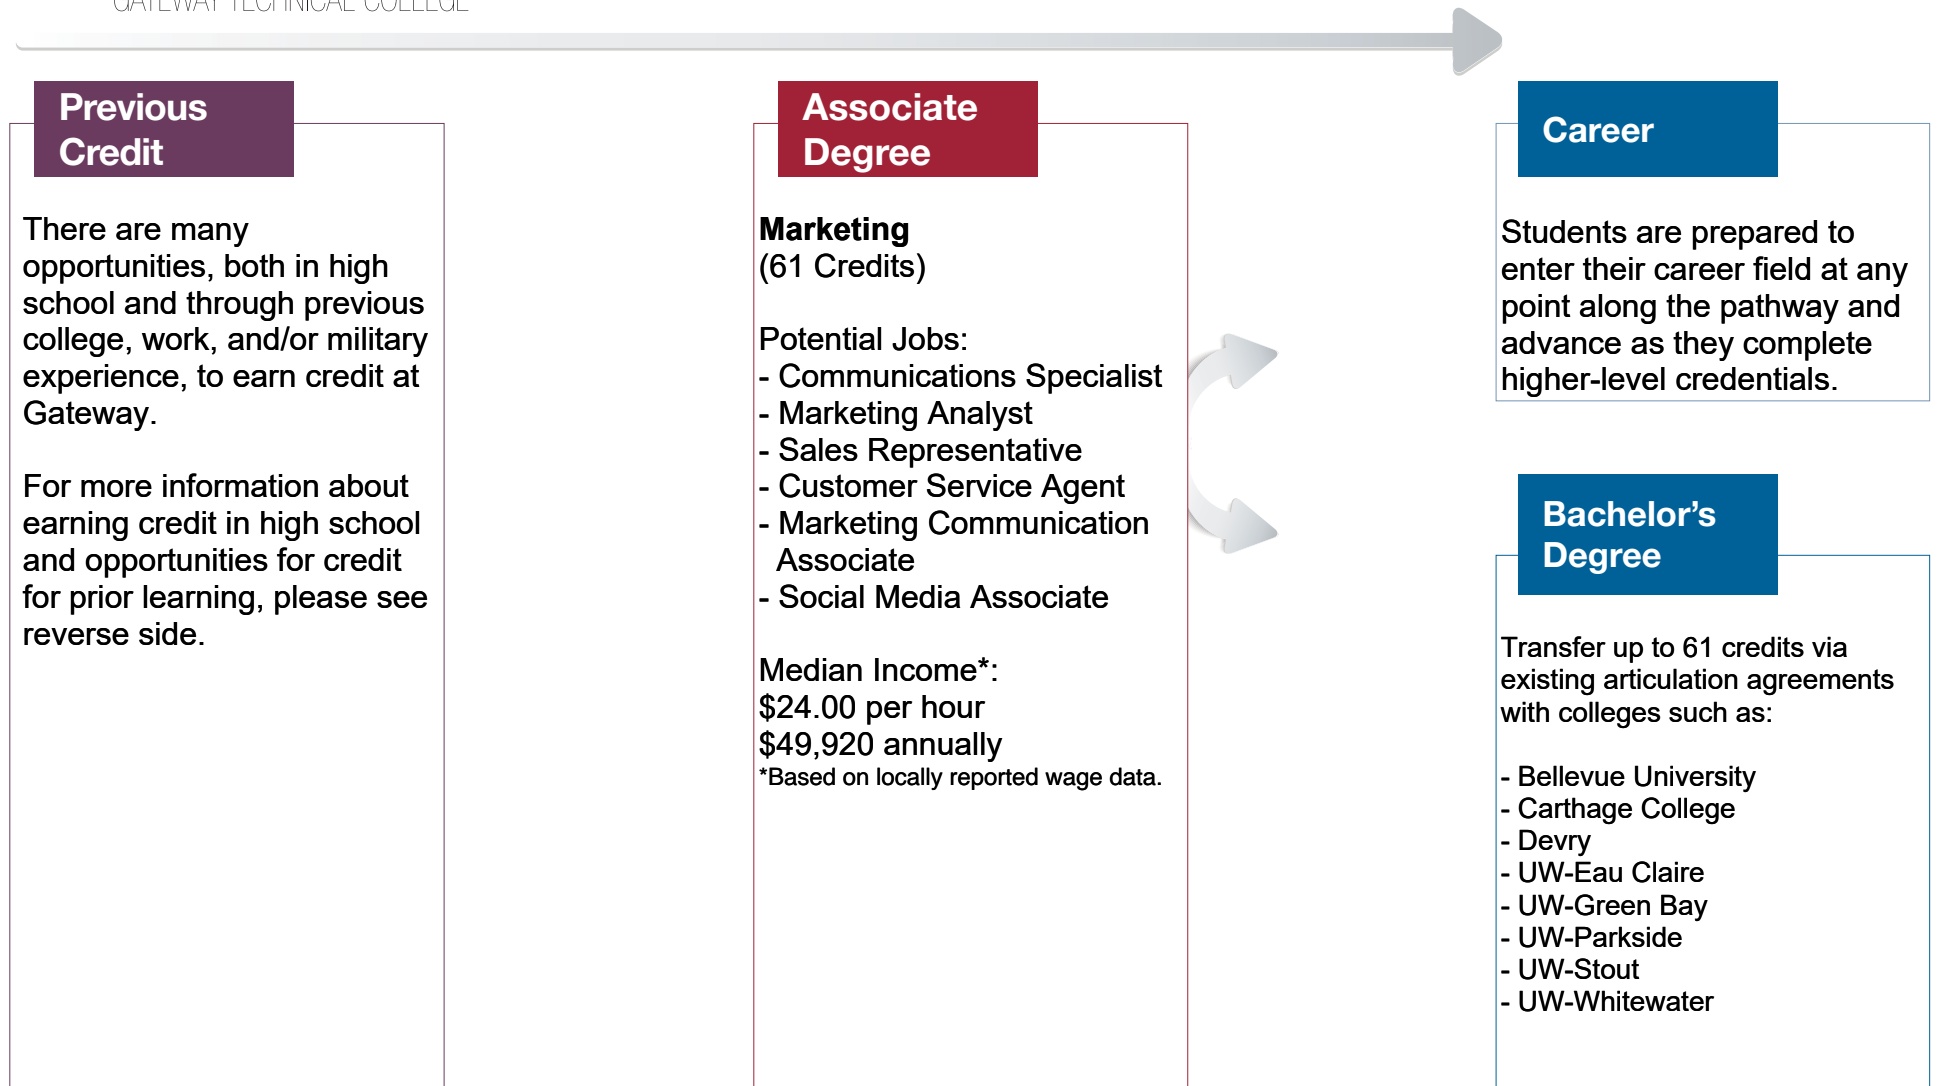 GATEWAY TECHNICAL COLLEGE
Previous
Credit
There are many
opportunities, both in high
school and through previous
college, work, and/or military
experience, to earn credit at
Gateway.
For more information about
earning credit in high school
and opportunities for credit
for prior learning, please see
reverse side.
Associate
Degree
Marketing
(61 Credits)
Potential Jobs:
- Communications Specialist
- Marketing Analyst
- Sales Representative
- Customer Service Agent
- Marketing Communication
Associate
- Social Media Associate
Median Income*:
$24.00 per hour
$49,920 annually
*Based on locally reported wage data.
Career
Students are prepared to
enter their career field at any
point along the pathway and
advance as they complete
higher-level credentials.
Bachelor’s
Degree
Transfer up to 61 credits via
existing articulation agreements
with colleges such as:
- Bellevue University
- Carthage College
- Devry
- UW-Eau Claire
- UW-Green Bay
- UW-Parkside
- UW-Stout
- UW-Whitewater